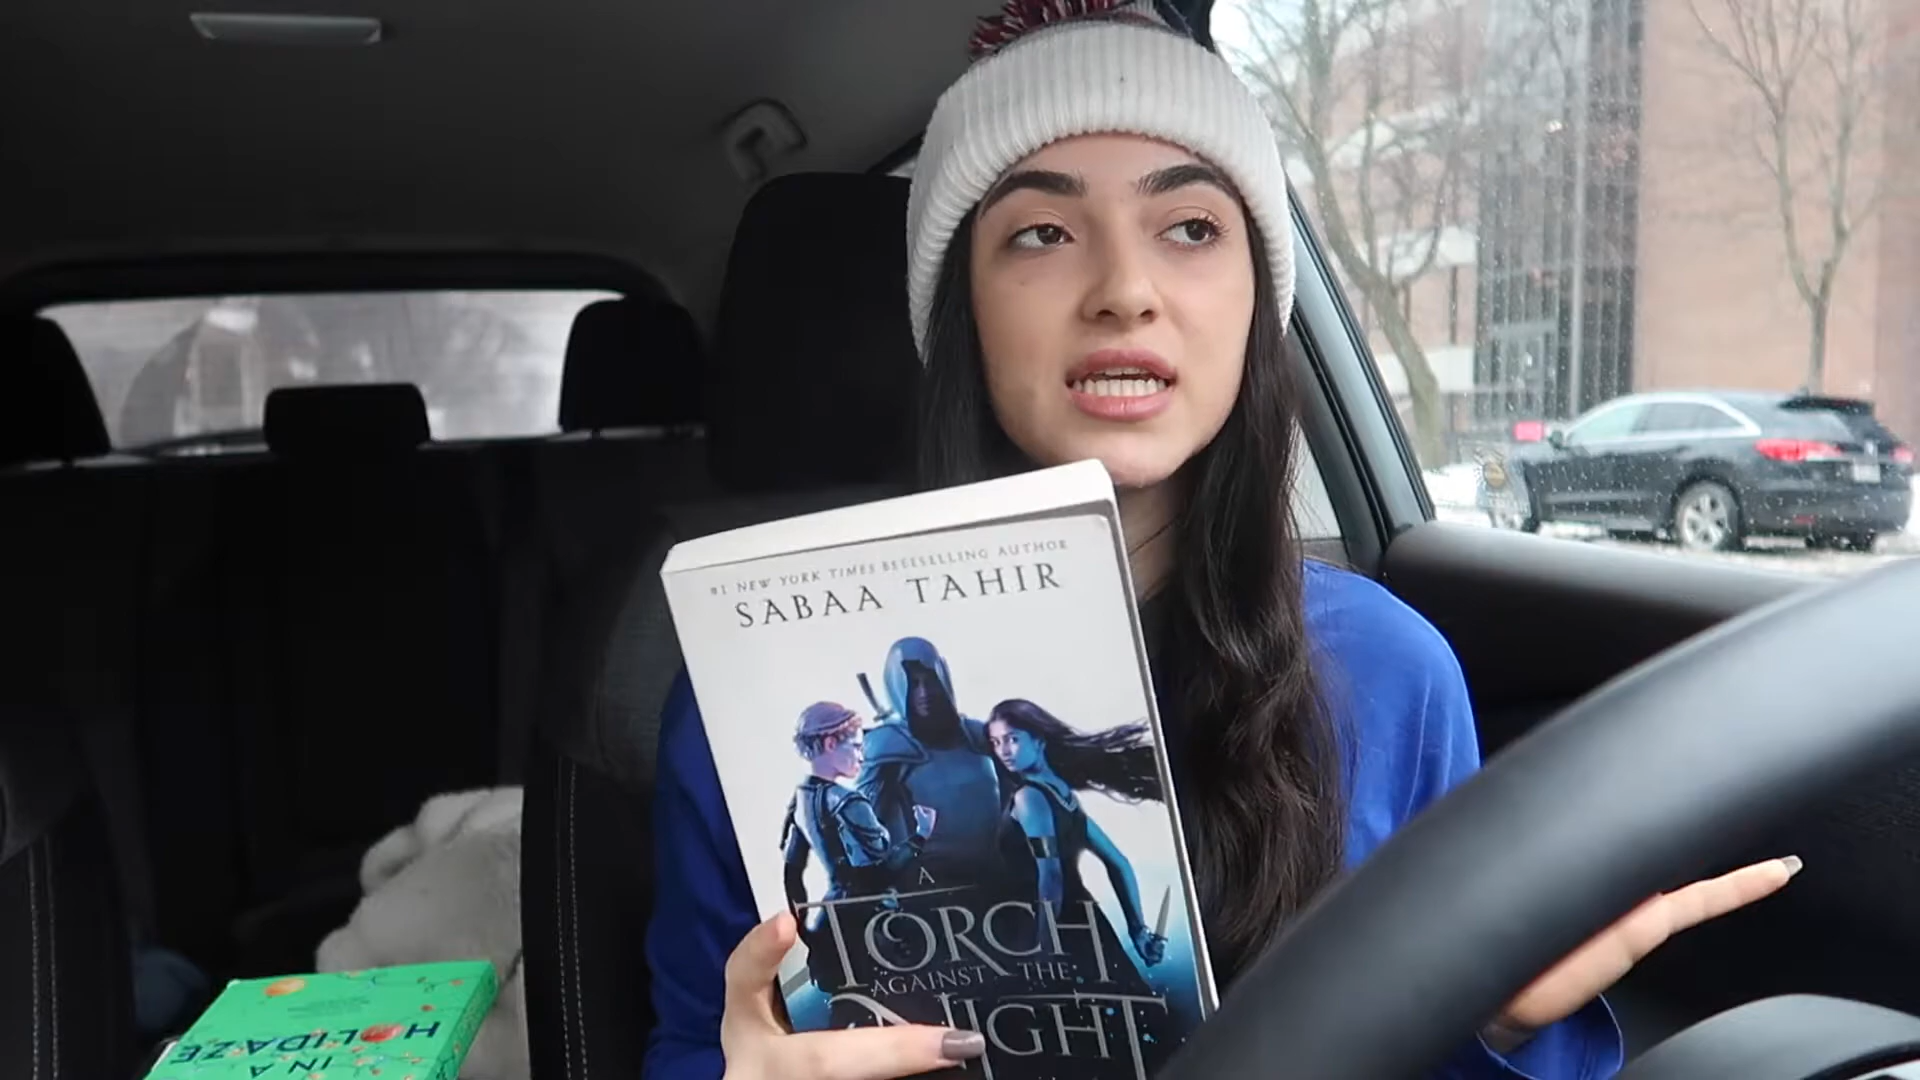 #1 NEW YORK TIMES BESTSELLING AUTHOR
SABAA TAHIR
A
TORCH
AGAINST THE
NIGHT
IN A
HOLIDAZE